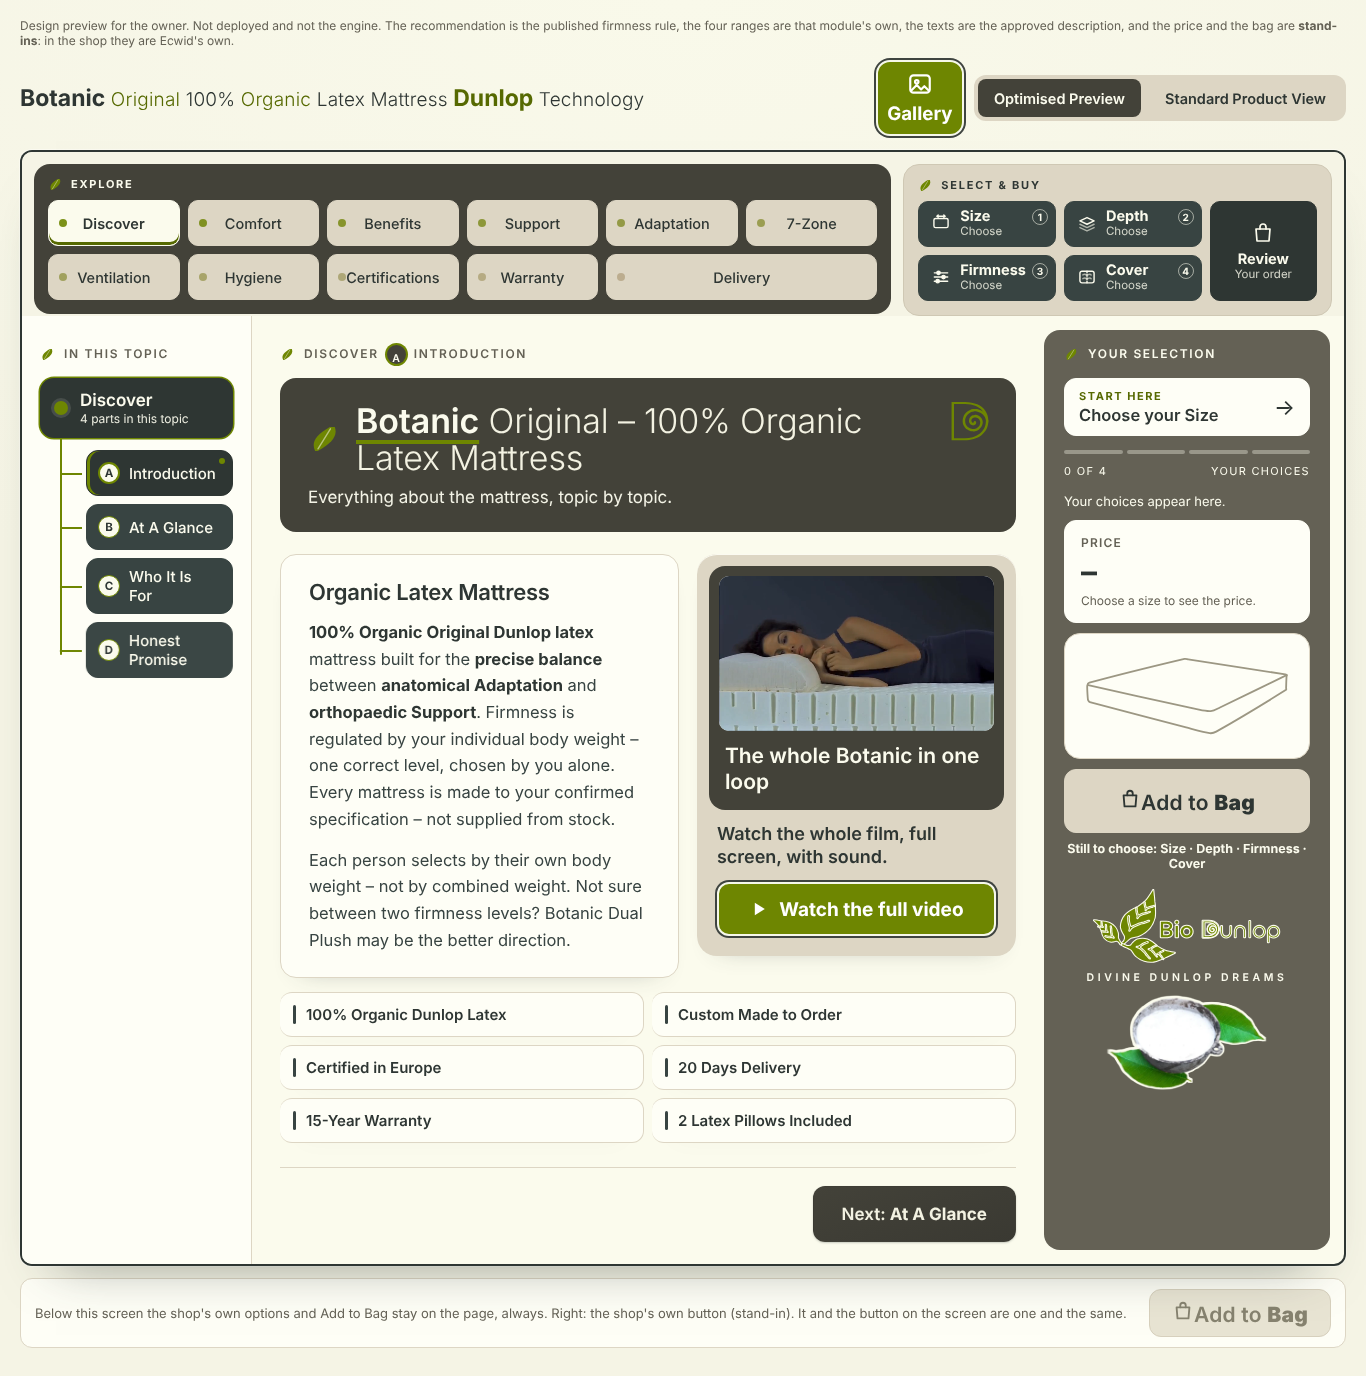 Design preview for the owner. Not deployed and not the engine. The recommendation is the published firmness rule, the four ranges are that module's own, the texts are the approved description, and the price and the bag are stand-
ins: in the shop they are Ecwid's own.
Botanic Original 100% Organic Latex Mattress Dunlop Technology
Gallery
Optimised Preview
Standard Product View
EXPLORE
Discover
Comfort
Benefits
Support
Adaptation
7-Zone
Ventilation
Hygiene
Certifications
Warranty
Delivery
SELECT & BUY
Size
Choose
1
Depth
Choose
2
Firmness
Choose
3
Cover
Choose
4
Review
Your order
IN THIS TOPIC
Discover
4 parts in this topic
A Introduction
B At A Glance
C Who It Is
For
D Honest
Promise
DISCOVER A INTRODUCTION
Botanic Original – 100% Organic
Latex Mattress
Everything about the mattress, topic by topic.
Organic Latex Mattress
100% Organic Original Dunlop latex
mattress built for the precise balance
between anatomical Adaptation and
orthopaedic Support. Firmness is
regulated by your individual body weight –
one correct level, chosen by you alone.
Every mattress is made to your confirmed
specification – not supplied from stock.
Each person selects by their own body
weight – not by combined weight. Not sure
between two firmness levels? Botanic Dual
Plush may be the better direction.
The whole Botanic in one
loop
Watch the whole film, full
screen, with sound.
Watch the full video
100% Organic Dunlop Latex
Custom Made to Order
Certified in Europe
20 Days Delivery
15-Year Warranty
2 Latex Pillows Included
Next: At A Glance
YOUR SELECTION
START HERE
Choose your Size
0 OF 4
YOUR CHOICES
Your choices appear here.
PRICE
–
Choose a size to see the price.
Add to Bag
Still to choose: Size · Depth · Firmness ·
Cover
Bio Dunlop
DIVINE DUNLOP DREAMS
Below this screen the shop's own options and Add to Bag stay on the page, always. Right: the shop's own button (stand-in). It and the button on the screen are one and the same.
Add to Bag